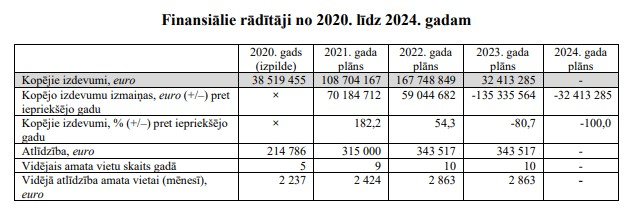 Finansiālie rādītāji no 2020. līdz 2024. gadam
2020. gads 2021. gada 2022. gada 2023. gada 2024. gada
(izpilde) plāns plāns plāns plāns
Kopējie izdevumi, euro 38 519 455 108 704 167 167 748 849 32 413 285 -
Kopējo izdevumu izmaiņas, euro (+/–) pret × 70 184 712 59 044 682 -135 335 564 -32 413 285
iepriekšējo gadu
Kopējie izdevumi, % (+/–) pret iepriekšējo × 182,2 54,3 -80,7 -100,0
gadu
Atlīdzība, euro 214 786 315 000 343 517 343 517 -
Vidējais amata vietu skaits gadā 5 9 10 10 -
Vidējā atlīdzība amata vietai (mēnesī), 2 237 2 424 2 863 2 863 -
euro